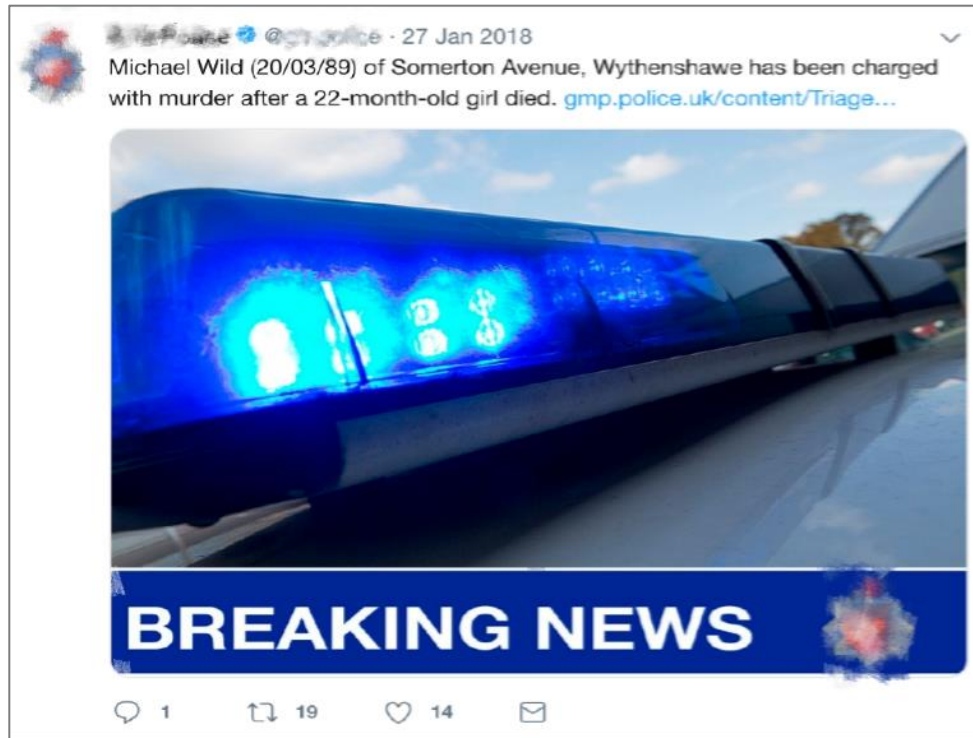 27 Jan 2018
Michael Wild (20/03/89) of Somerton Avenue, Wythenshawe has been charged
with murder after a 22-month-old girl died. gmp.police.uk/content/Triage...
BREAKING NEWS
1 19 14